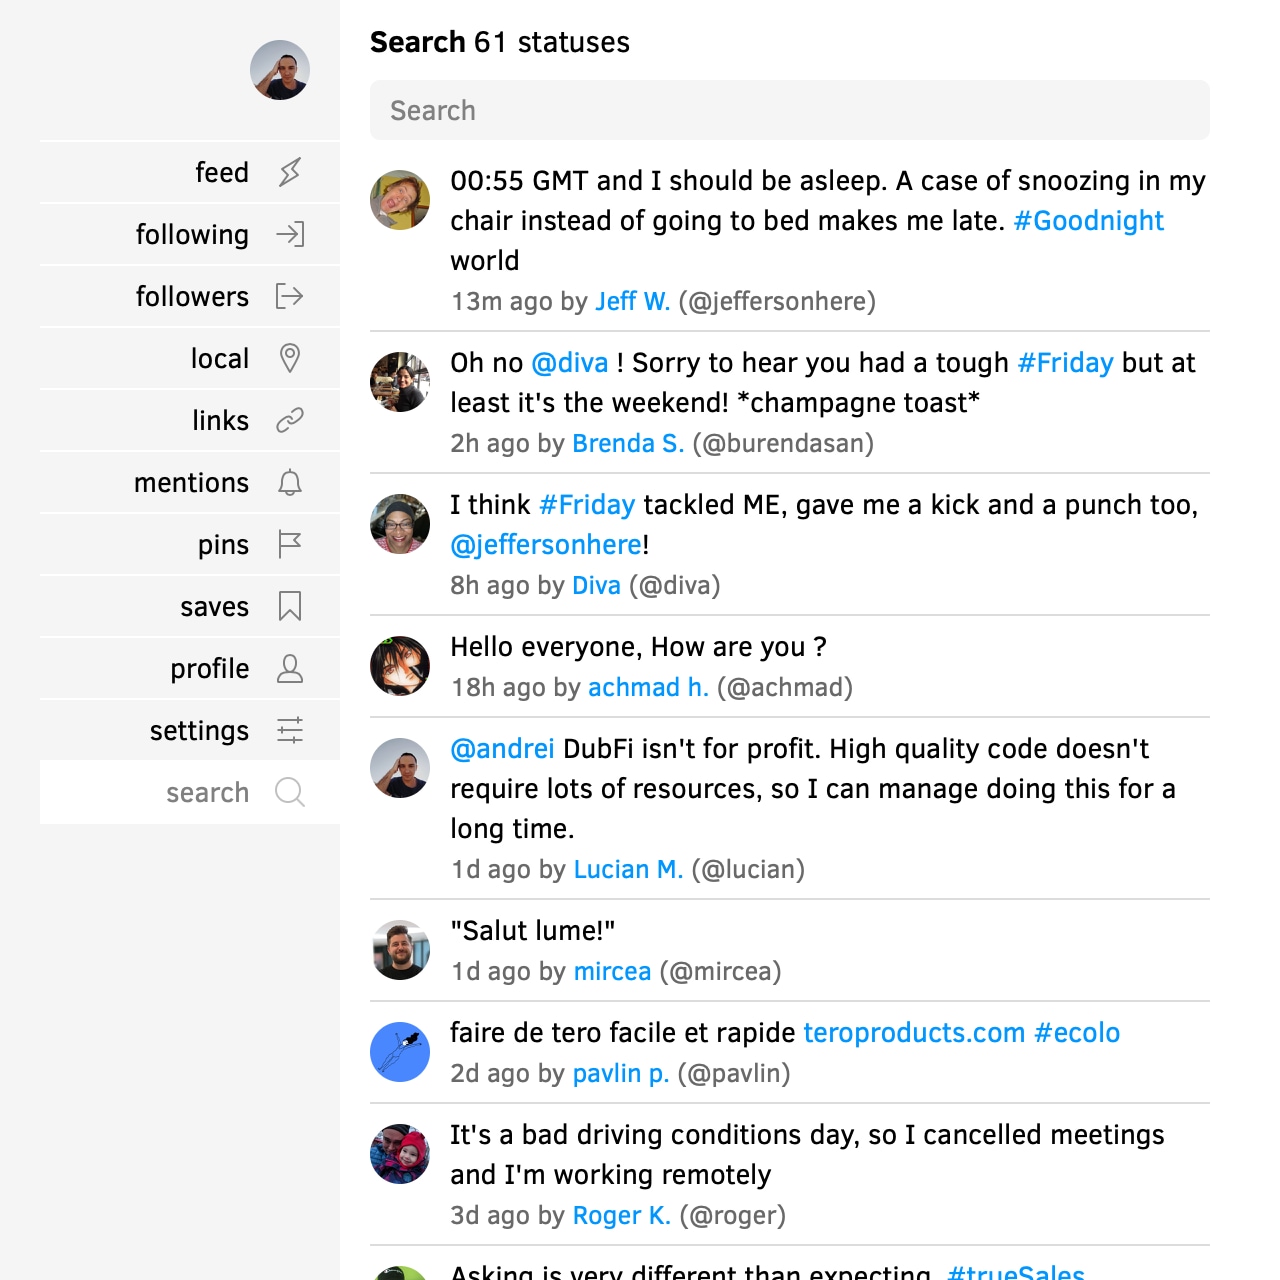 Search 61 statuses
Search
feed
following
followers
local
links
mentions
pins
saves
profile
settings
search
00:55 GMT and I should be asleep. A case of snoozing in my
chair instead of going to bed makes me late. #Goodnight
world
13m ago by Jeff W. (@jeffersonhere)
Oh no @diva ! Sorry to hear you had a tough #Friday but at
least it's the weekend! *champagne toast*
2h ago by Brenda S. (@burendasan)
I think #Friday tackled ME, gave me a kick and a punch too,
@jeffersonhere!
8h ago by Diva (@diva)
Hello everyone, How are you ?
18h ago by achmad h. (@achmad)
@andrei DubFi isn't for profit. High quality code doesn't
require lots of resources, so I can manage doing this for a
long time.
1d ago by Lucian M. (@lucian)
"Salut lume!"
1d ago by mircea (@mircea)
faire de tero facile et rapide teroproducts.com #ecolo
2d ago by pavlin p. (@pavlin)
It's a bad driving conditions day, so I cancelled meetings
and I'm working remotely
3d ago by Roger K. (@roger)
Asking is very different than expecting. #trueSales